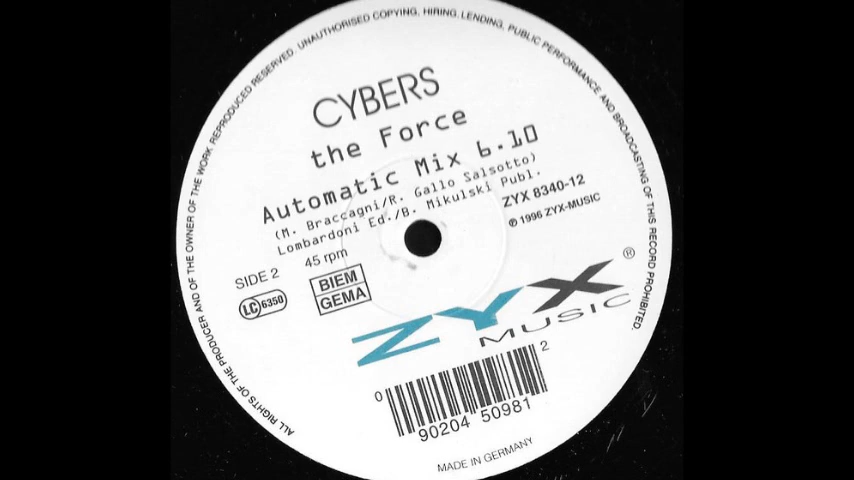 ALL RIGHTS OF THE PRODUCER AND OF THE OWNER OF THE WORK REPRODUCED RESERVED. UNAUTHORISED COPYING, HIRING, LENDING, PUBLIC PERFORMANCE AND BROADCASTING OF THIS RECORD PROHIBITED.
CYBERS
the Force
Automatic Mix 6.10
(M. Braccagni/R. Gallo Salsotto)
Lombardoni Ed./B. Mikulski Publ.
ZYX 8340-12
℗ 1996 ZYX-MUSIC
SIDE 2
45 rpm
LC 6350
BIEM
GEMA
ZYX ®
MUSIC
0 90204 50981 2
MADE IN GERMANY